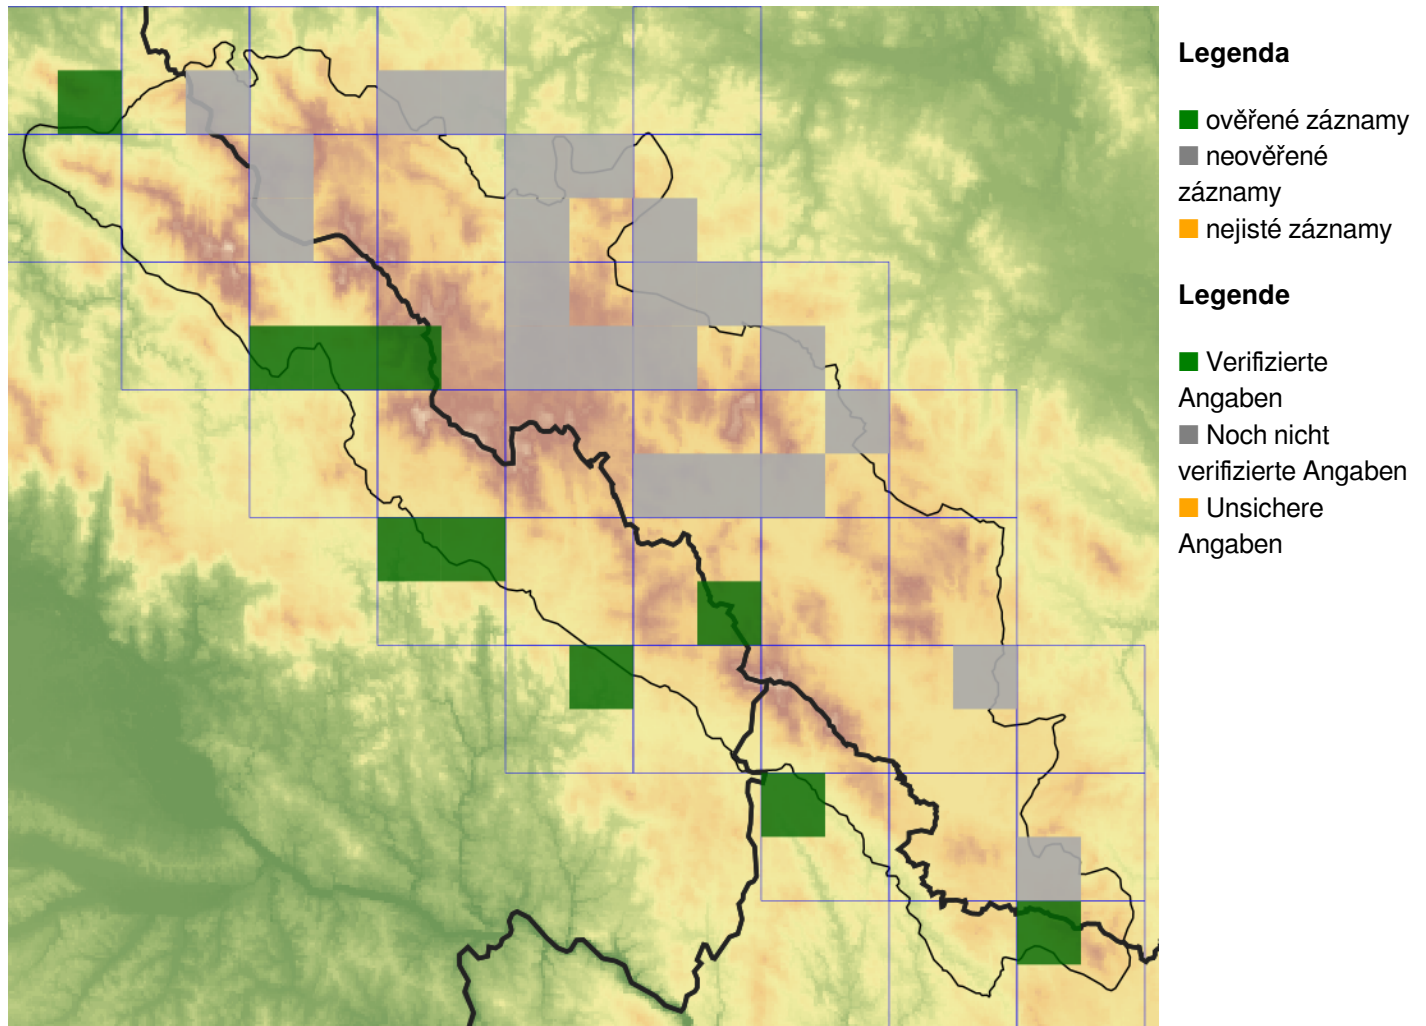 Legenda
ověřené záznamy
neověřené
záznamy
nejisté záznamy
Legende
Verifizierte
Angaben
Noch nicht
verifizierte Angaben
Unsichere
Angaben